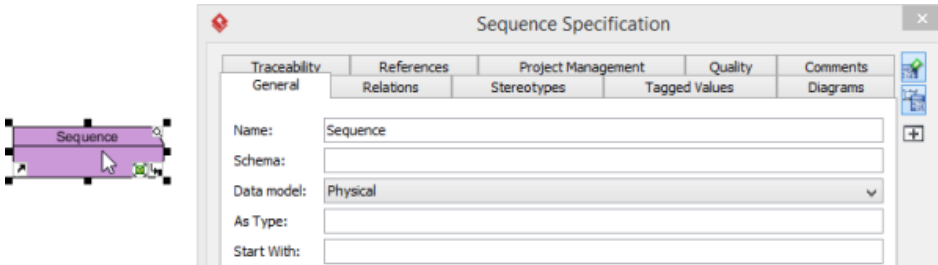 Sequence Specification
Traceability References Project Management Quality Comments
General Relations Stereotypes Tagged Values Diagrams
Sequence
Name: Sequence
Schema:
Data model: Physical
As Type:
Start With: